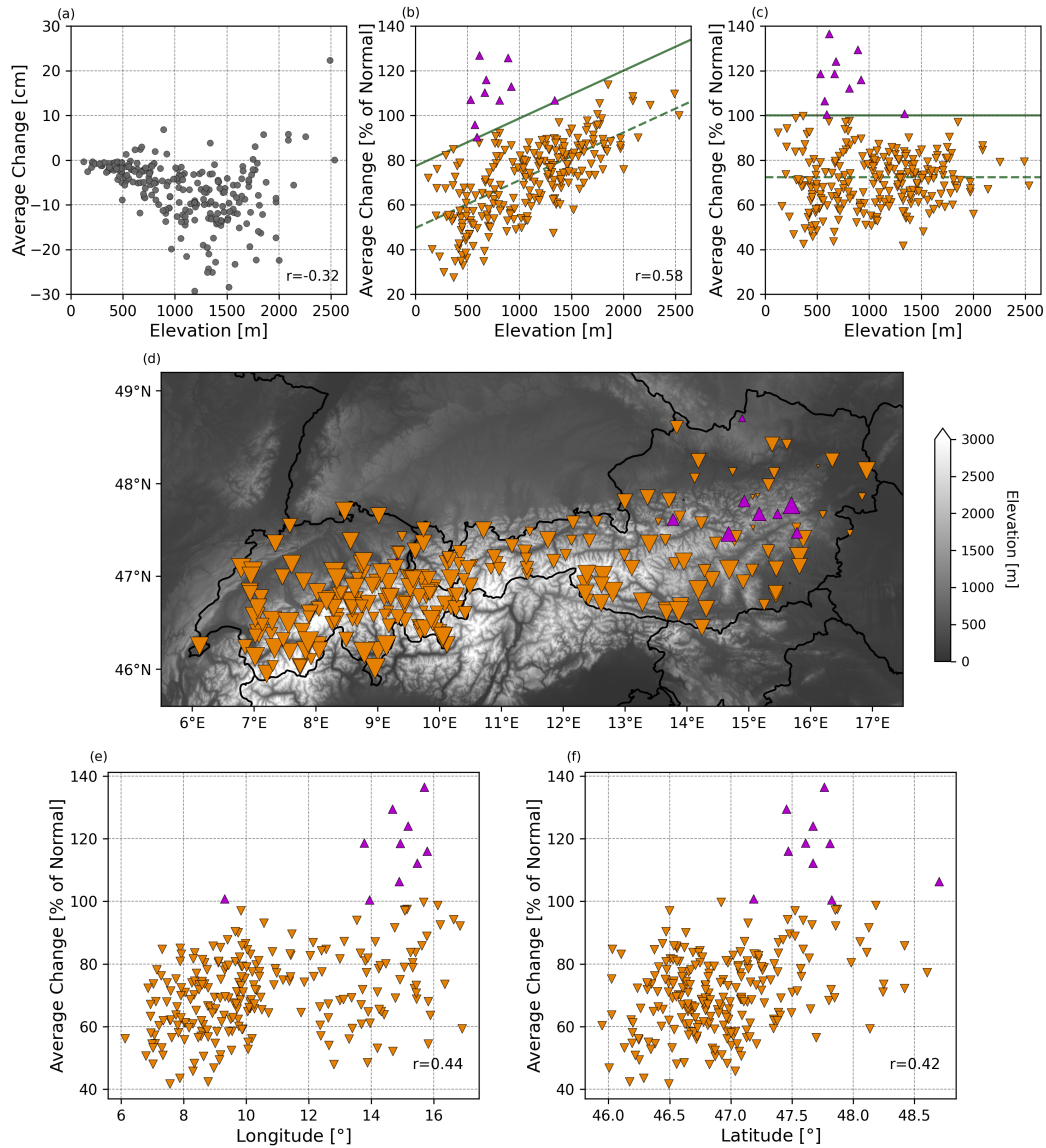 (a)
30
20
10
0
−10
−20
−30
Average Change [cm]
r=-0.32
0
500
1000
1500
2000
2500
Elevation [m]
(b)
140
120
100
80
60
40
20
Average Change [% of Normal]
r=0.58
0
500
1000
1500
2000
2500
Elevation [m]
(c)
140
120
100
80
60
40
20
Average Change [% of Normal]
0
500
1000
1500
2000
2500
Elevation [m]
(d)
49°N
48°N
47°N
46°N
6°E
7°E
8°E
9°E
10°E
11°E
12°E
13°E
14°E
15°E
16°E
17°E
3000
2500
2000
1500
1000
500
0
Elevation [m]
(e)
140
120
100
80
60
40
Average Change [% of Normal]
r=0.44
6
8
10
12
14
16
Longitude [°]
(f)
140
120
100
80
60
40
Average Change [% of Normal]
r=0.42
46.0
46.5
47.0
47.5
48.0
48.5
Latitude [°]